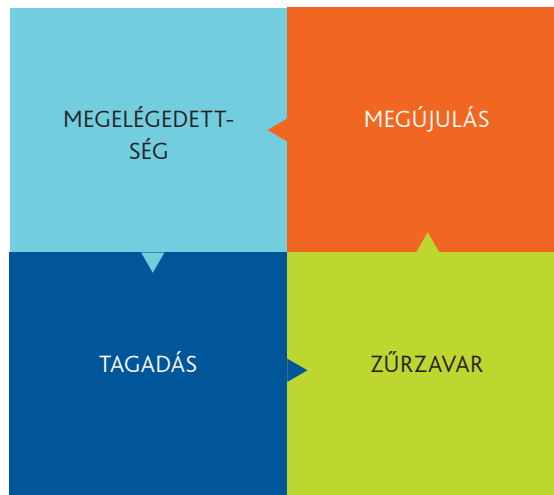 MEGELÉGEDETT-
SÉG
MEGÚJULÁS
TAGADÁS
ZŰRZAVAR